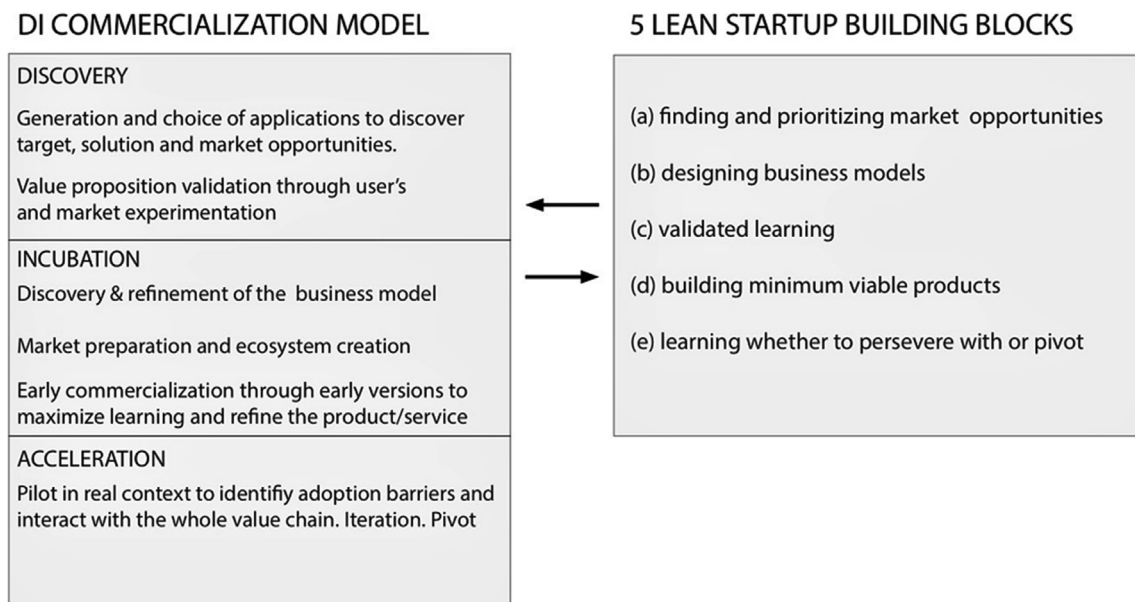 DI COMMERCIALIZATION MODEL
DISCOVERY
Generation and choice of applications to discover
target, solution and market opportunities.
Value proposition validation through user's
and market experimentation
INCUBATION
Discovery & refinement of the business model
Market preparation and ecosystem creation
Early commercialization through early versions to
maximize learning and refine the product/service
ACCELERATION
Pilot in real context to identifiy adoption barriers and
interact with the whole value chain. Iteration. Pivot
5 LEAN STARTUP BUILDING BLOCKS
(a) finding and prioritizing market opportunities
(b) designing business models
(c) validated learning
(d) building minimum viable products
(e) learning whether to persevere with or pivot